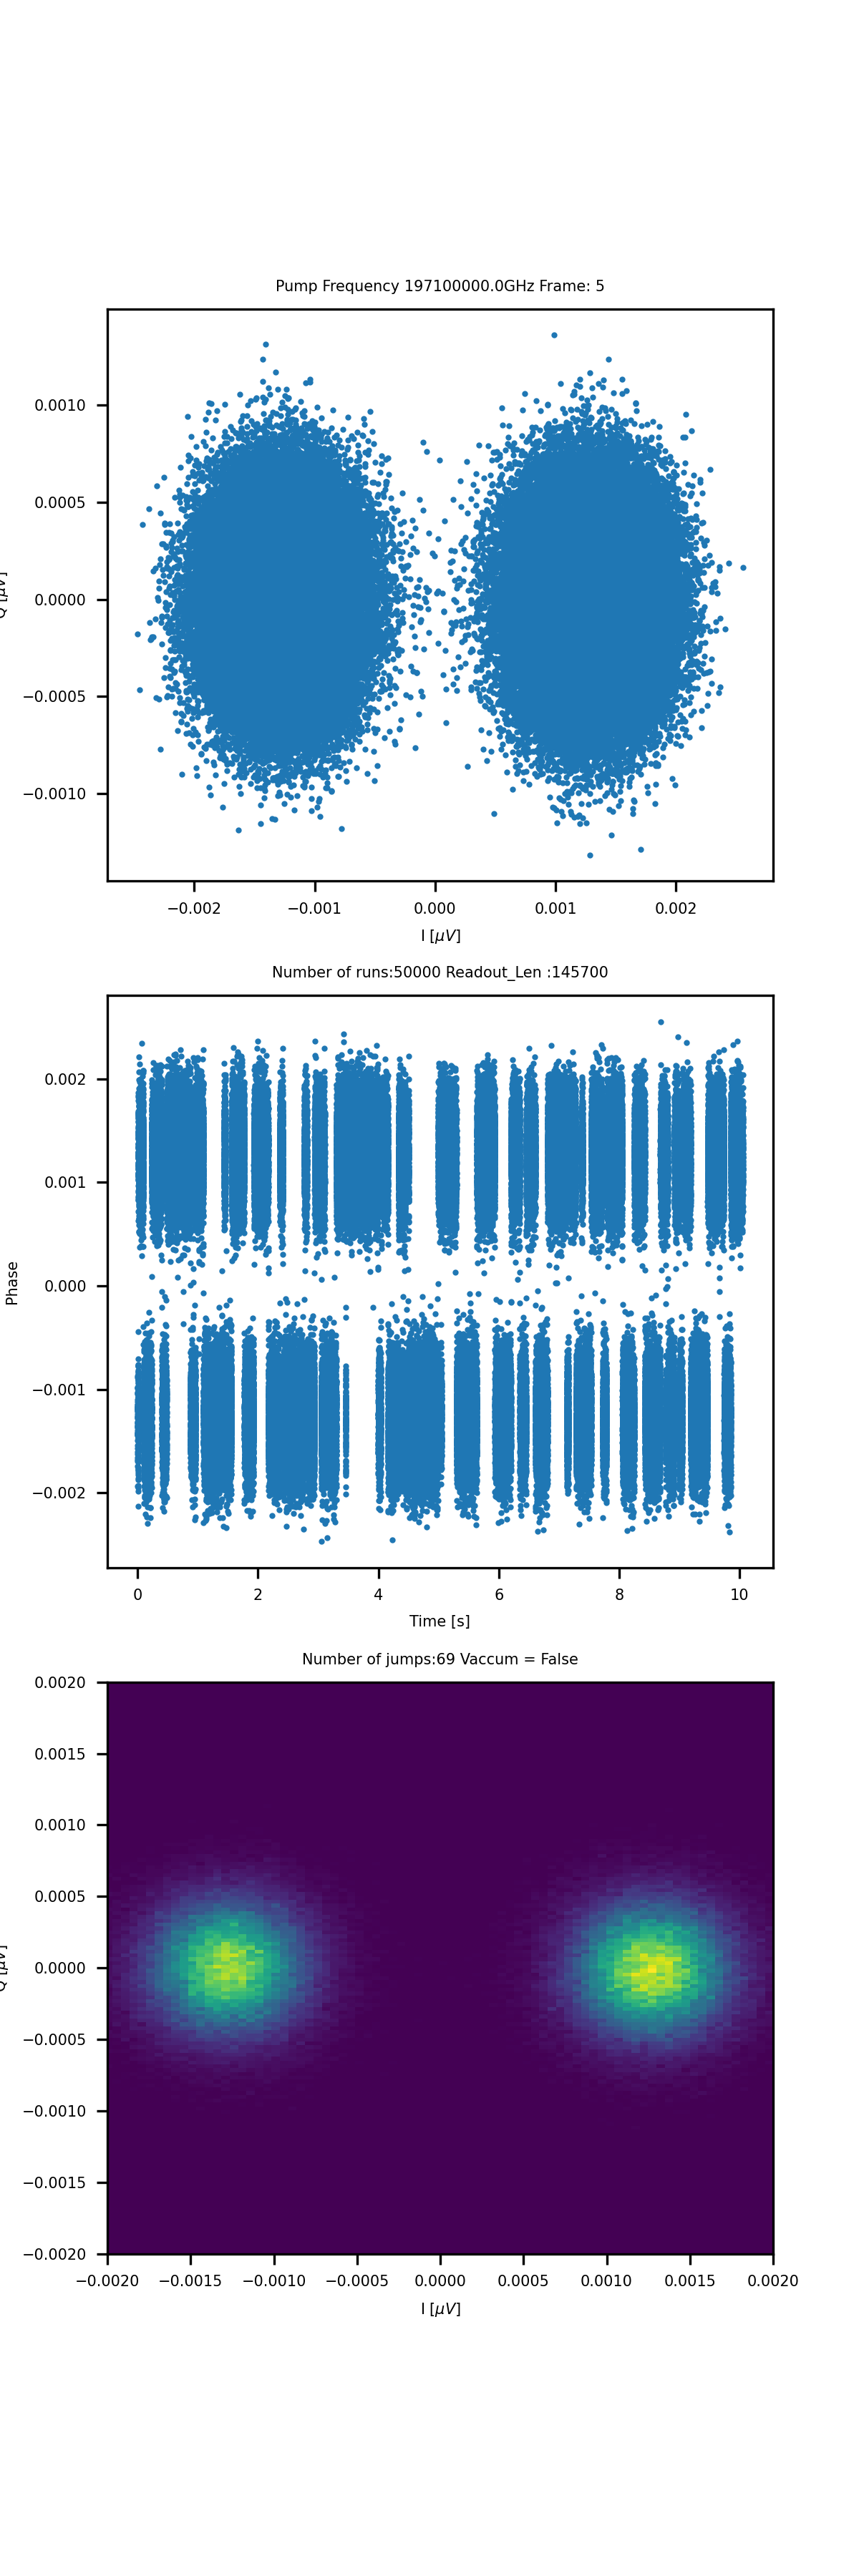 Pump Frequency 197100000.0GHz Frame: 5
0.0010
0.0005
0.0000
−0.0005
−0.0010
−0.002 −0.001 0.000 0.001 0.002
I [μV]
Number of runs:50000 Readout_Len :145700
Phase
0.002
0.001
0.000
−0.001
−0.002
0 2 4 6 8 10
Time [s]
Number of jumps:69 Vaccum = False
0.0020
0.0015
0.0010
0.0005
0.0000
−0.0005
−0.0010
−0.0015
−0.0020
−0.0020 −0.0015 −0.0010 −0.0005 0.0000 0.0005 0.0010 0.0015 0.0020
I [μV]